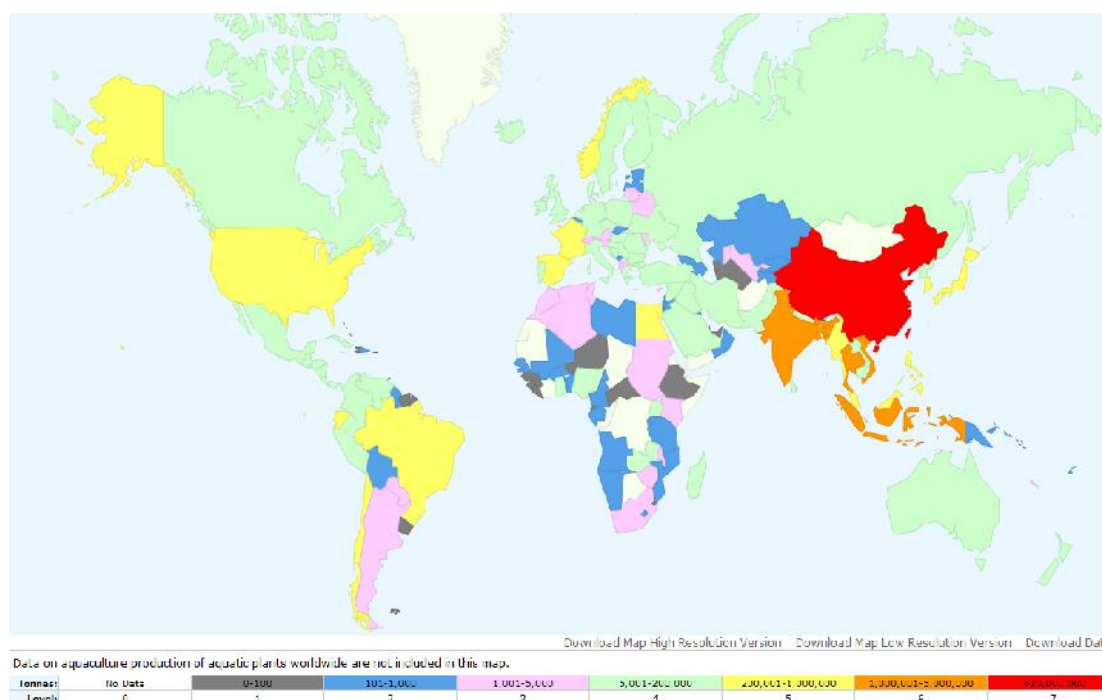 Download Map High Resolution Version Download Map Low Resolution Version Download Dat
Data on aquaculture production of aquatic plants worldwide are not included in this map.
Tonnes: No Data 0-100 101-1,000 1,001-5,000 5,001-200,000 200,001-1,000,000 1,000,001-5,000,000
Level: 0 1 2 3 4 5 6 7